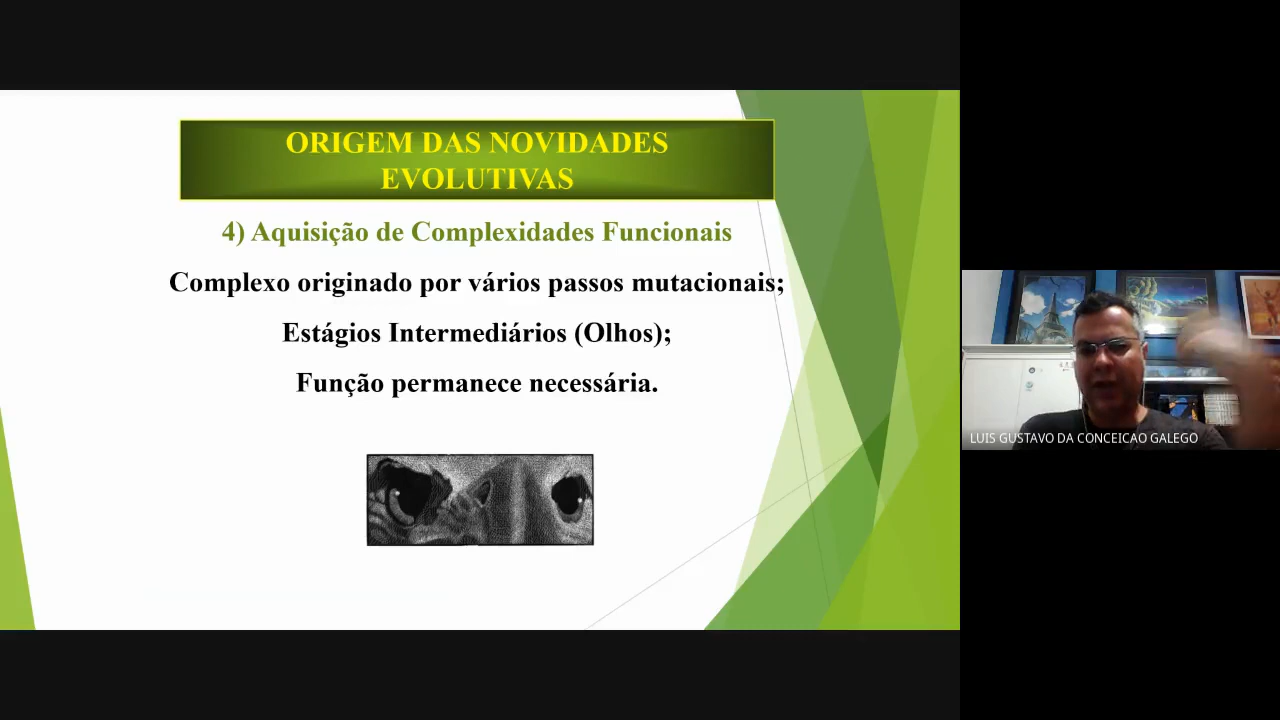 ORIGEM DAS NOVIDADES
EVOLUTIVAS
4) Aquisição de Complexidades Funcionais
Complexo originado por vários passos mutacionais;
Estágios Intermediários (Olhos);
Função permanece necessária.
LUIS GUSTAVO DA CONCEICAO GALEGO